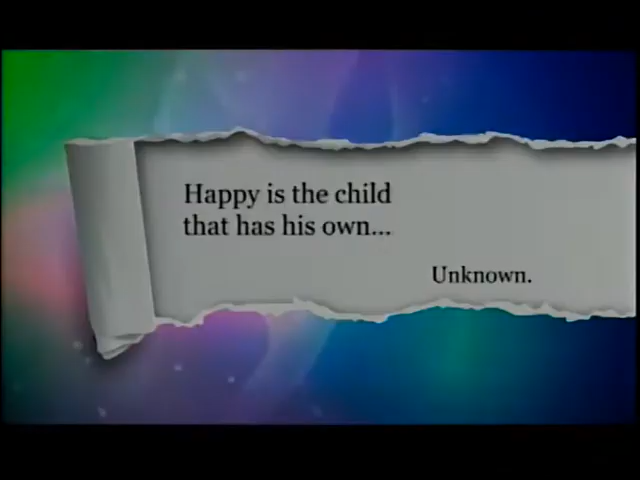 Happy is the child
that has his own...
Unknown.